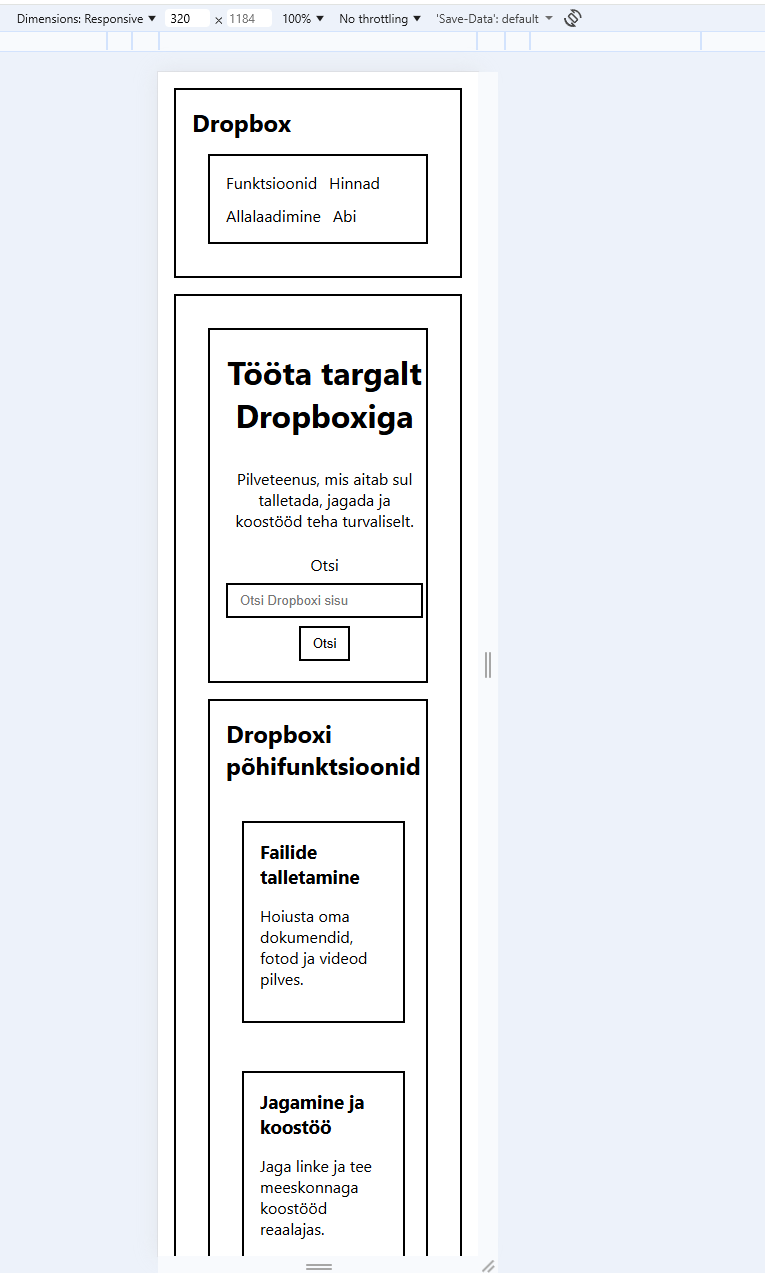 Dimensions: Responsive ▼ 320 × 1184 100% ▼ No throttling ▼ 'Save-Data': default ▼
Dropbox
Funktsioonid Hinnad
Allalaadimine Abi
Tööta targalt
Dropboxiga
Pilveteenus, mis aitab sul
talletada, jagada ja
koostööd teha turvaliselt.
Otsi
Otsi Dropboxi sisu
Otsi
Dropboxi
põhifunktsioonid
Failide
talletamine
Hoiusta oma
dokumendid,
fotod ja videod
pilves.
Jagamine ja
koostöö
Jaga linke ja tee
meeskonnaga
koostööd
reaalajas.